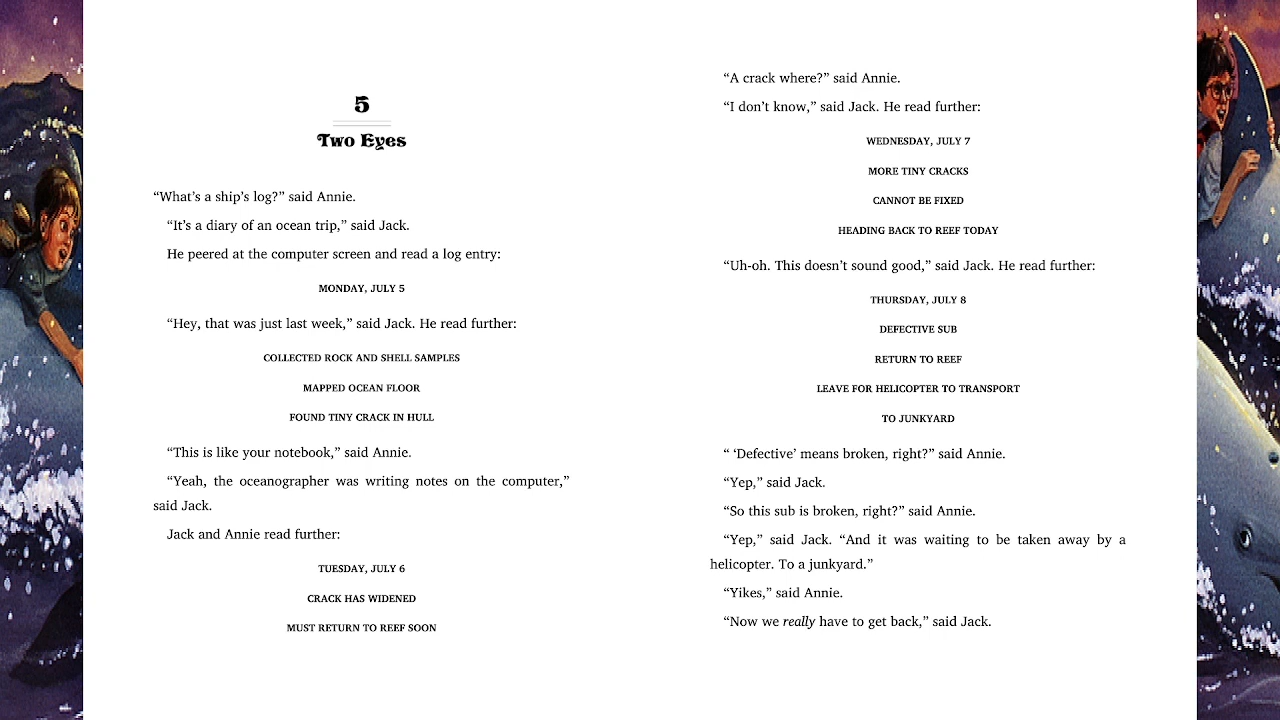 5
Two Eyes
“What’s a ship’s log?” said Annie.
“It’s a diary of an ocean trip,” said Jack.
He peered at the computer screen and read a log entry:
MONDAY, JULY 5
“Hey, that was just last week,” said Jack. He read further:
COLLECTED ROCK AND SHELL SAMPLES
MAPPED OCEAN FLOOR
FOUND TINY CRACK IN HULL
“This is like your notebook,” said Annie.
“Yeah, the oceanographer was writing notes on the computer,”
said Jack.
Jack and Annie read further:
TUESDAY, JULY 6
CRACK HAS WIDENED
MUST RETURN TO REEF SOON
“A crack where?” said Annie.
“I don’t know,” said Jack. He read further:
WEDNESDAY, JULY 7
MORE TINY CRACKS
CANNOT BE FIXED
HEADING BACK TO REEF TODAY
“Uh-oh. This doesn’t sound good,” said Jack. He read further:
THURSDAY, JULY 8
DEFECTIVE SUB
RETURN TO REEF
LEAVE FOR HELICOPTER TO TRANSPORT
TO JUNKYARD
“ ‘Defective’ means broken, right?” said Annie.
“Yep,” said Jack.
“So this sub is broken, right?” said Annie.
“Yep,” said Jack. “And it was waiting to be taken away by a
helicopter. To a junkyard.”
“Yikes,” said Annie.
“Now we really have to get back,” said Jack.